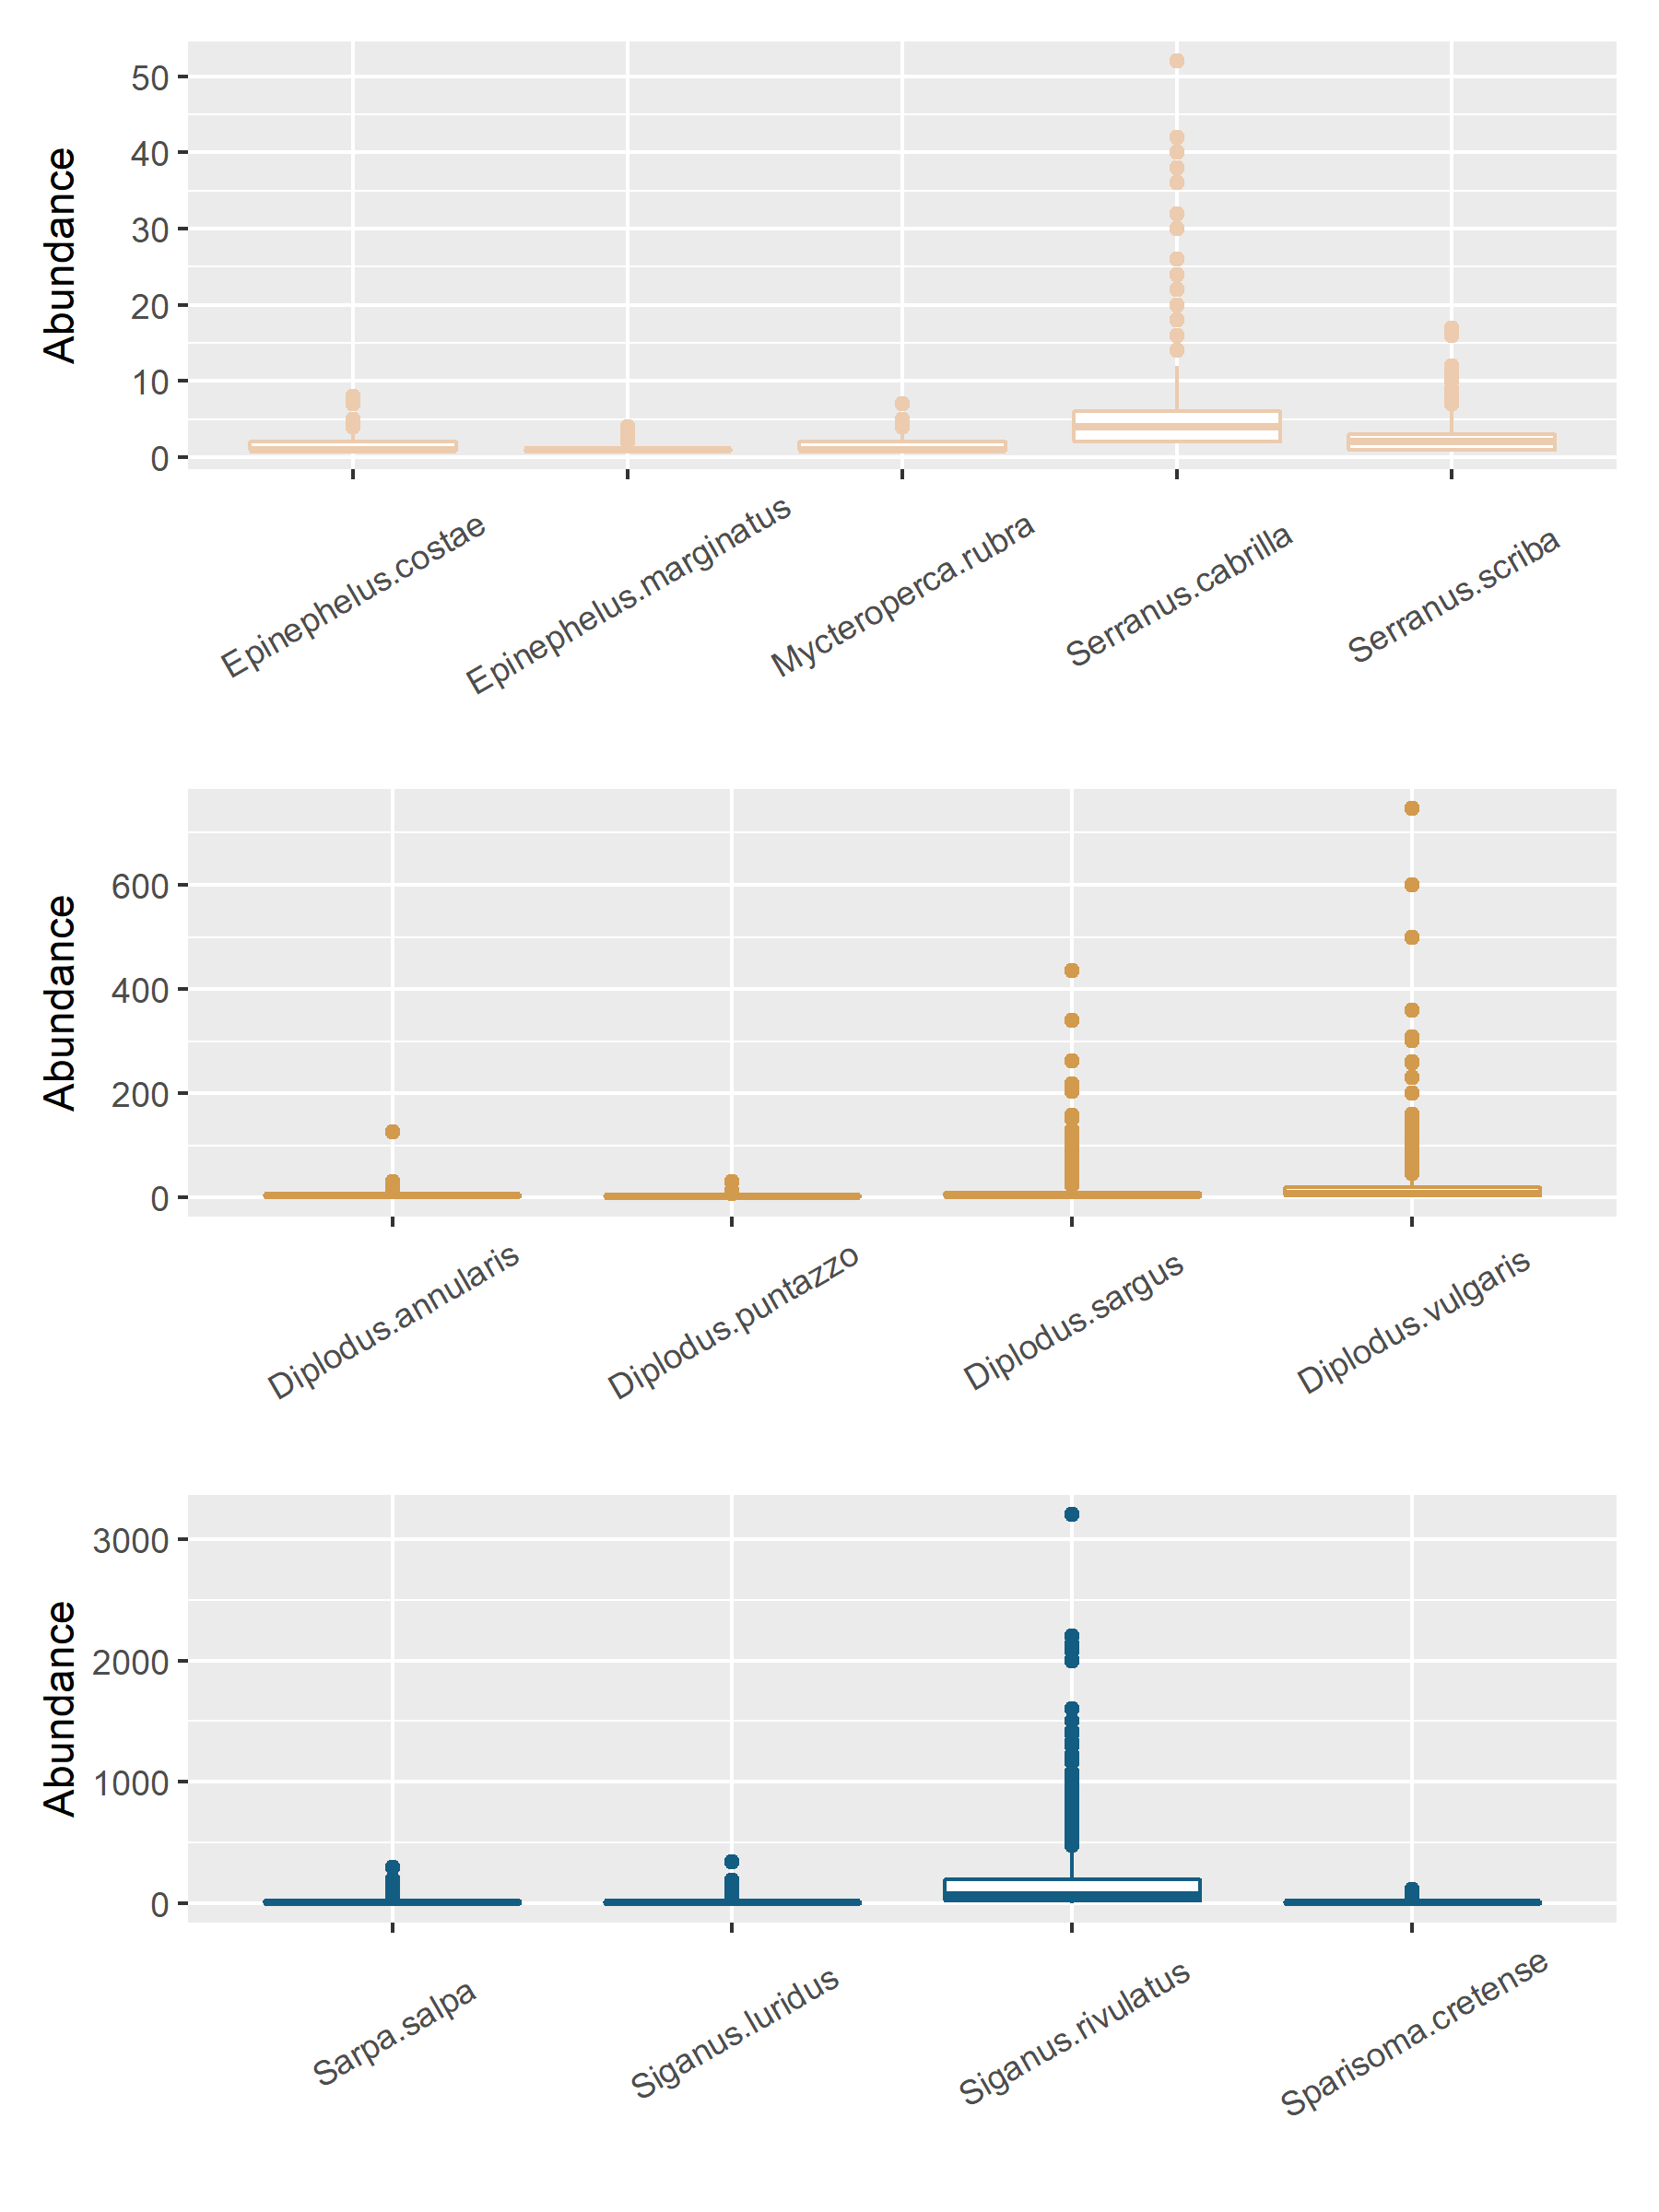 Abundance
50
40
30
20
10
0
Epinephelus.costae
Epinephelus.marginatus
Mycteroperca.rubra
Serranus.cabrilla
Serranus.scriba
Abundance
600
400
200
0
Diplodus.annularis
Diplodus.puntazzo
Diplodus.sargus
Diplodus.vulgaris
Abundance
3000
2000
1000
0
Sarpa.salpa
Siganus.luridus
Siganus.rivulatus
Sparisoma.cretense